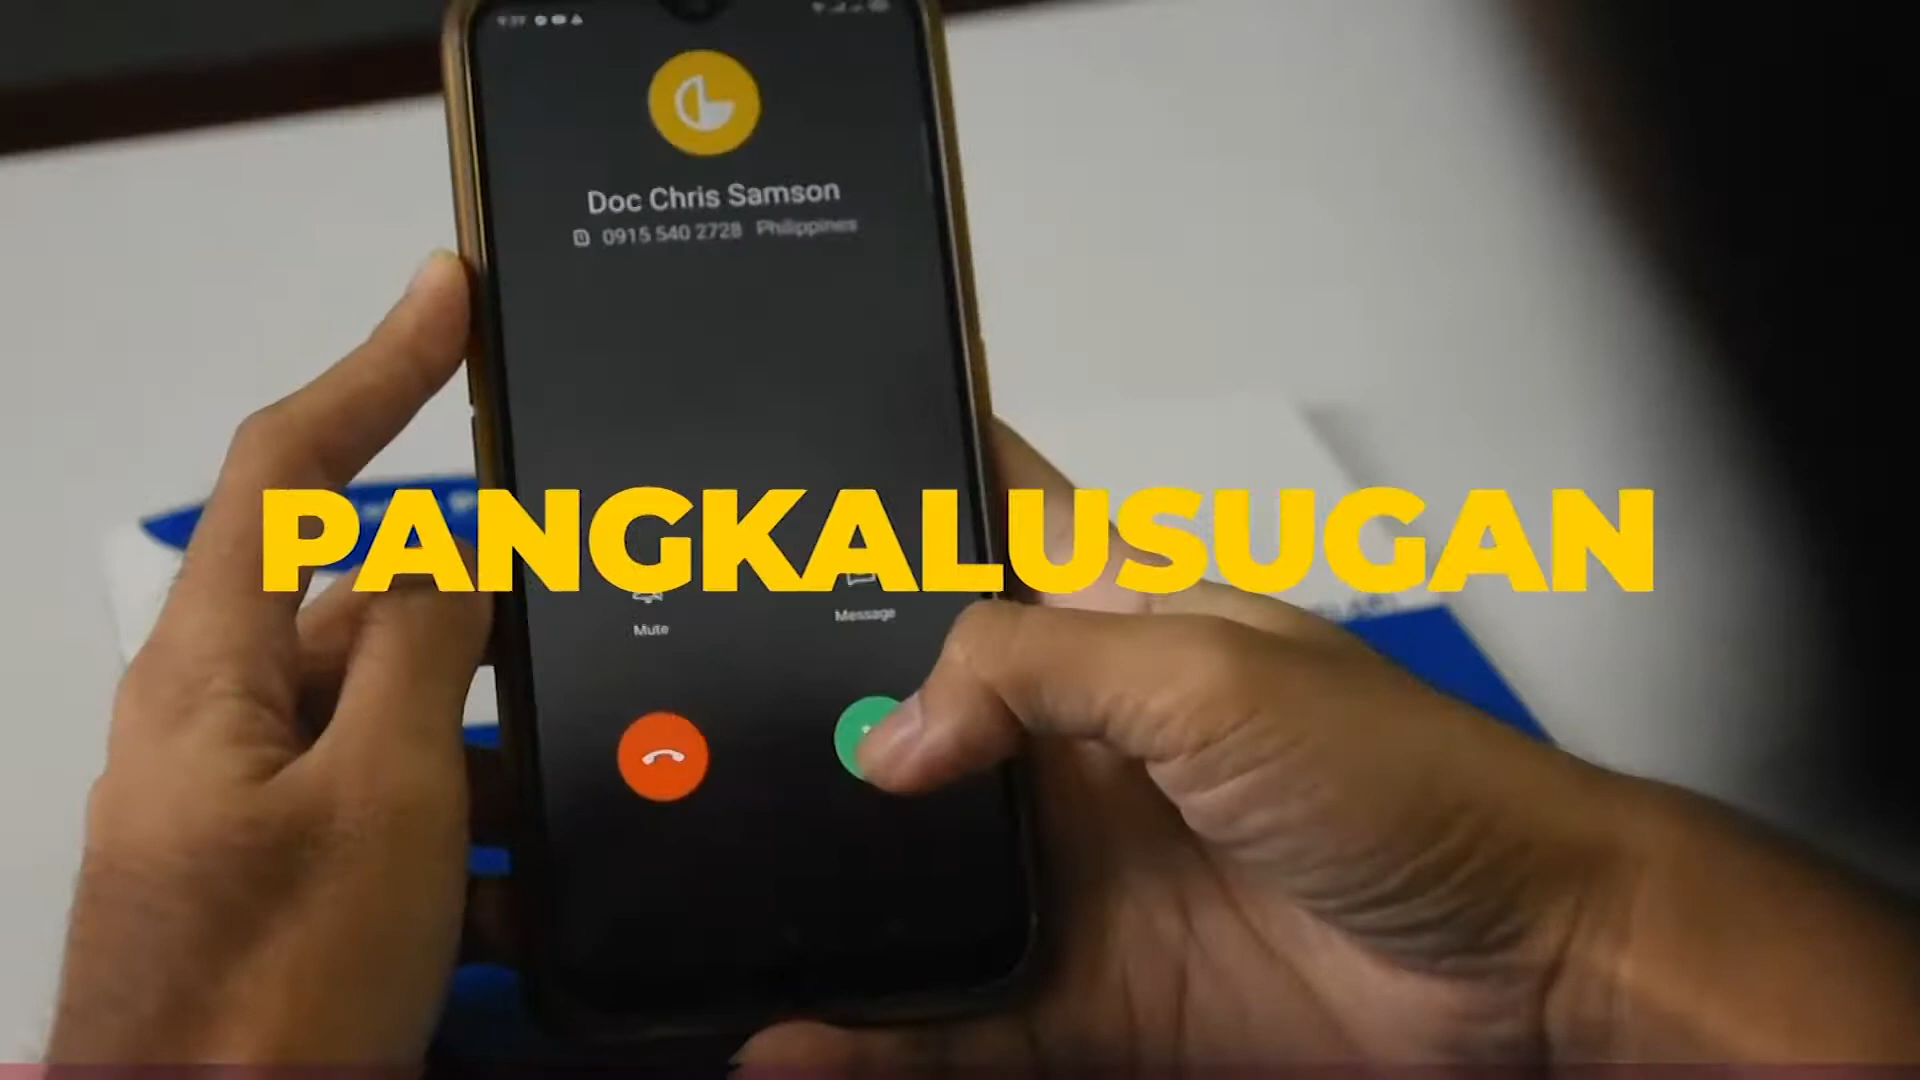 Doc Chris Samson
0915 540 2728 Philippines
PANGKALUSUGAN
Mute
Message